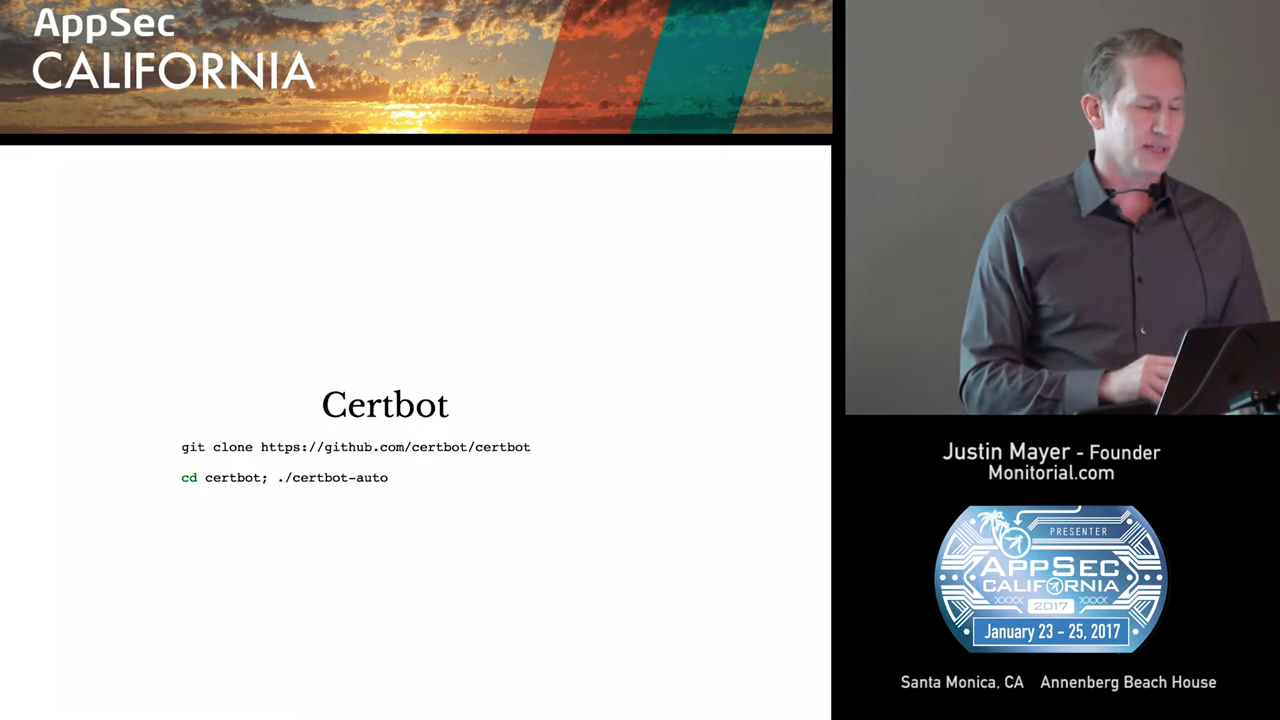 AppSec
CALIFORNIA
Certbot
git clone https://github.com/certbot/certbot
cd certbot; ./certbot-auto
Justin Mayer - Founder
Monitorial.com
PRESENTER
APPSEC
CALIFORNIA
2017
January 23 - 25, 2017
Santa Monica, CA Annenberg Beach House